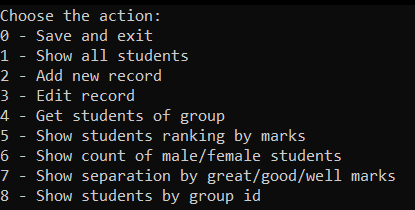 Choose the action:
0 - Save and exit
1 - Show all students
2 - Add new record
3 - Edit record
4 - Get students of group
5 - Show students ranking by marks
6 - Show count of male/female students
7 - Show separation by great/good/well marks
8 - Show students by group id